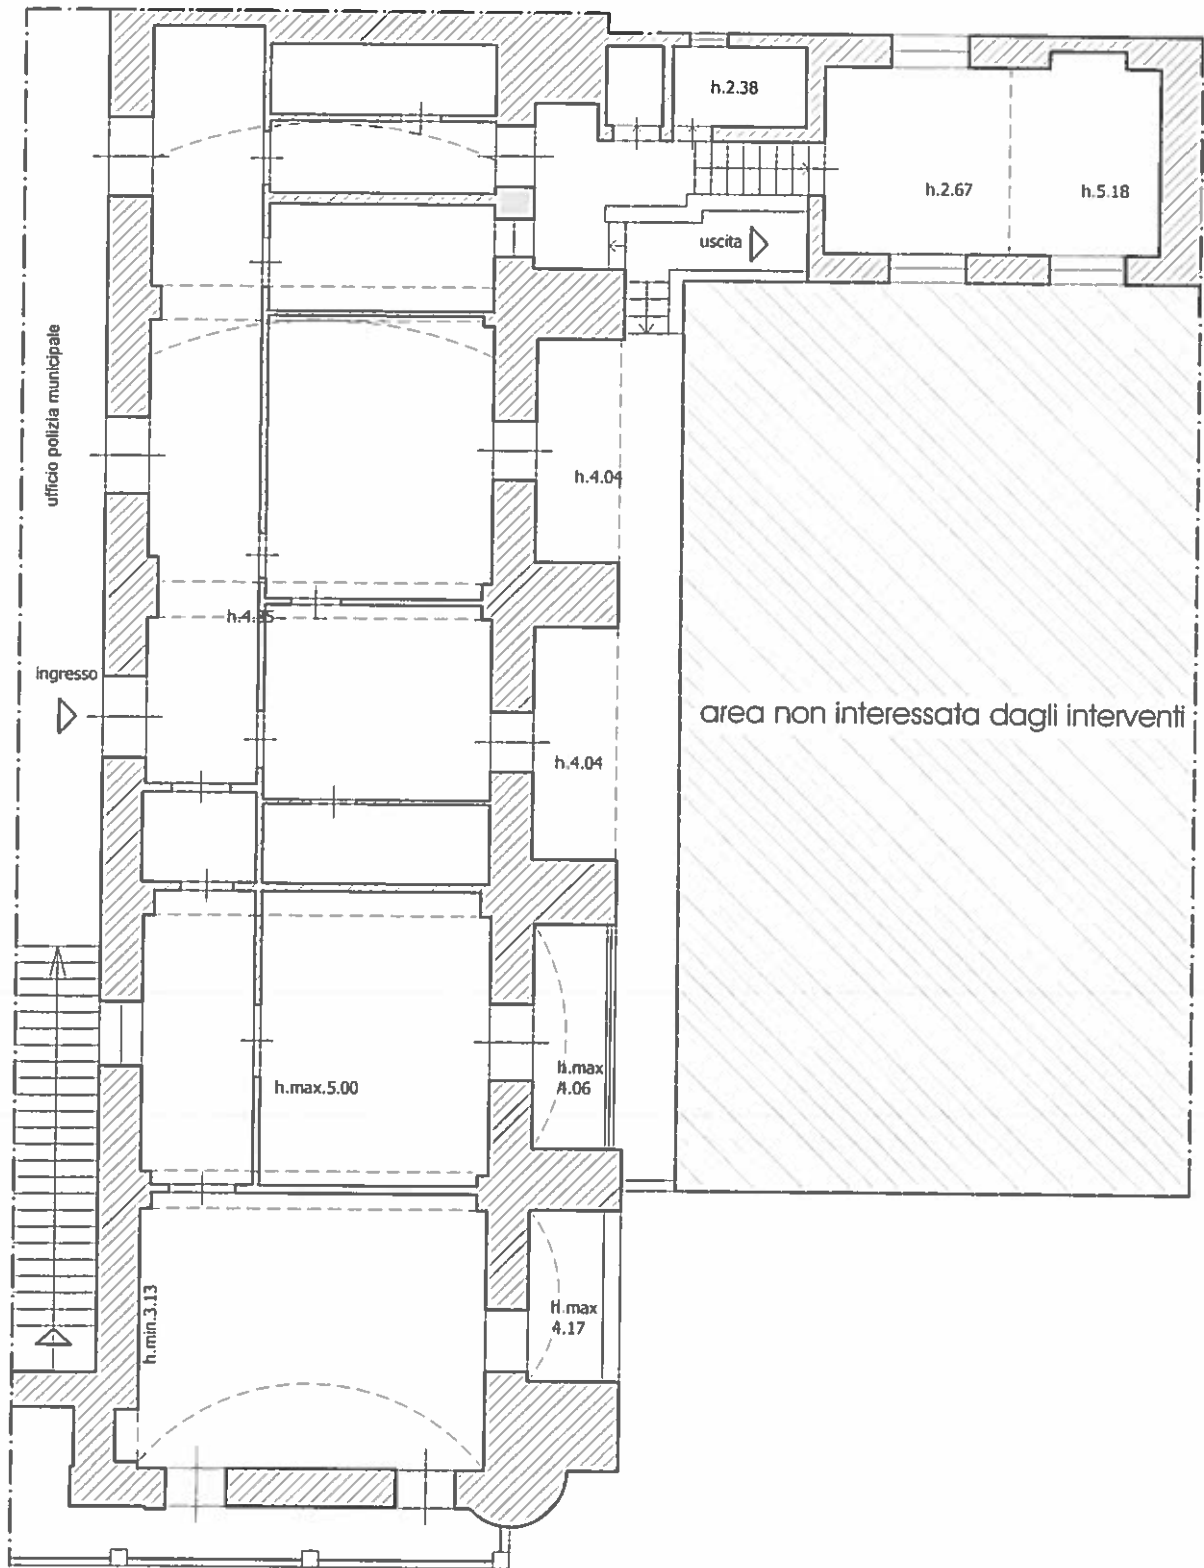 h.2.38
h.2.67
h.5.18
uscita
ufficio polizia municipale
h.4.04
ingresso
area non interessata dagli interventi
h.4.04
h.max.5.00
h.max
4.06
h.min.3.13
h.max
4.17